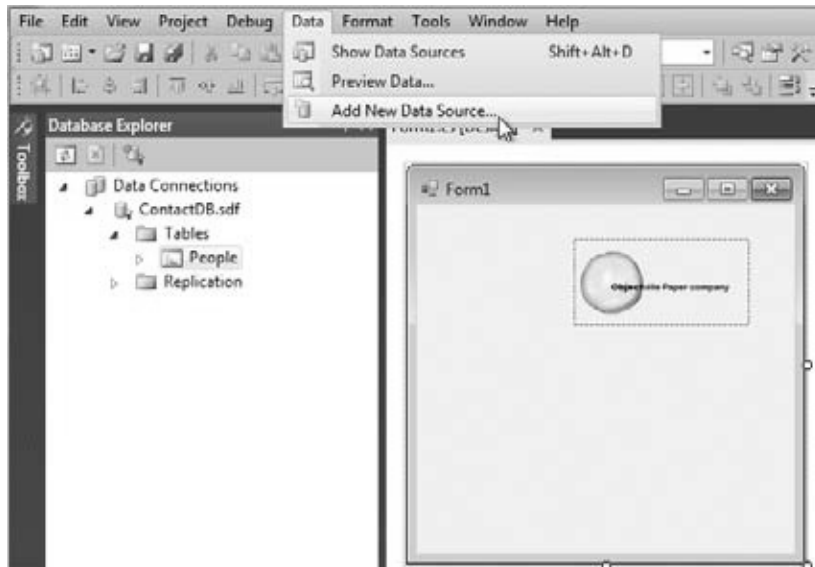 File Edit View Project Debug Data Format Tools Window Help
Show Data Sources Shift+Alt+D
Preview Data...
Add New Data Source...
Database Explorer
Toolbox
Data Connections
ContactDB.sdf
Tables
People
Replication
Form1
Paper company